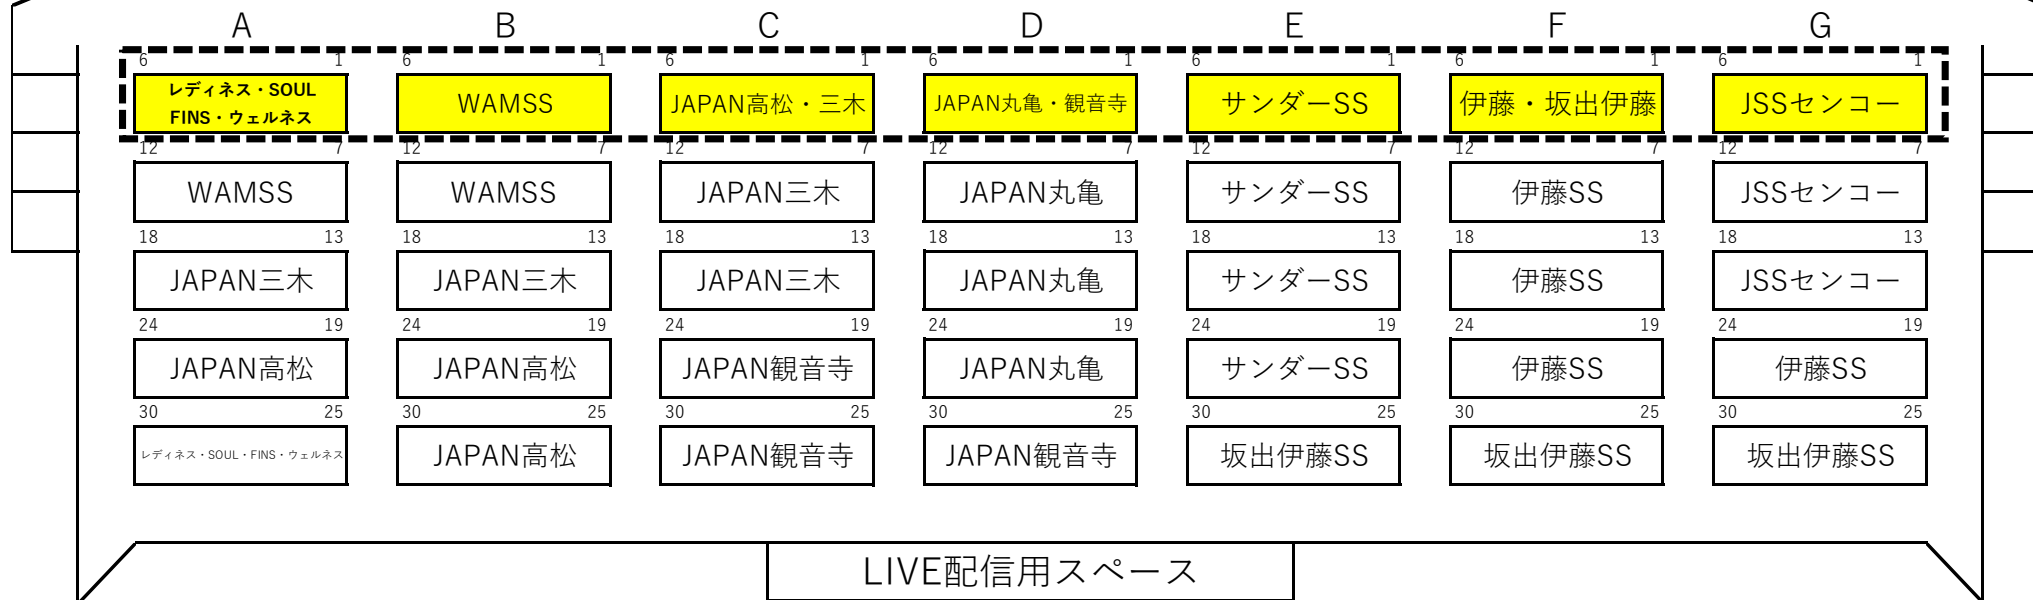 A B C D E F G
6 1 6 1 6 1 6 1 6 1 6 1 6 1
レディネス・SOUL
FINS・ウェルネス
WAMSS JAPAN高松・三木 JAPAN丸亀・観音寺 サンダーSS 伊藤・坂出伊藤 JSSセンコー
12 7 12 7 12 7 12 7 12 7 12 7 12 7
WAMSS WAMSS JAPAN三木 JAPAN丸亀 サンダーSS 伊藤SS JSSセンコー
18 13 18 13 18 13 18 13 18 13 18 13 18 13
JAPAN三木 JAPAN三木 JAPAN三木 JAPAN丸亀 サンダーSS 伊藤SS JSSセンコー
24 19 24 19 24 19 24 19 24 19 24 19 24 19
JAPAN高松 JAPAN高松 JAPAN観音寺 JAPAN丸亀 サンダーSS 伊藤SS 伊藤SS
30 25 30 25 30 25 30 25 30 25 30 25 30 25
レディネス・SOUL・FINS・ウェルネス JAPAN高松 JAPAN観音寺 JAPAN観音寺 坂出伊藤SS 坂出伊藤SS 坂出伊藤SS
LIVE配信用スペース